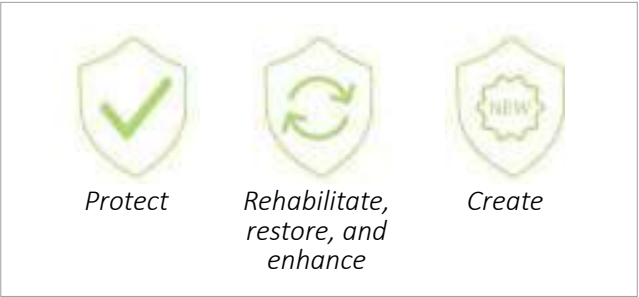 NEW
Protect
Rehabilitate,
restore, and
enhance
Create